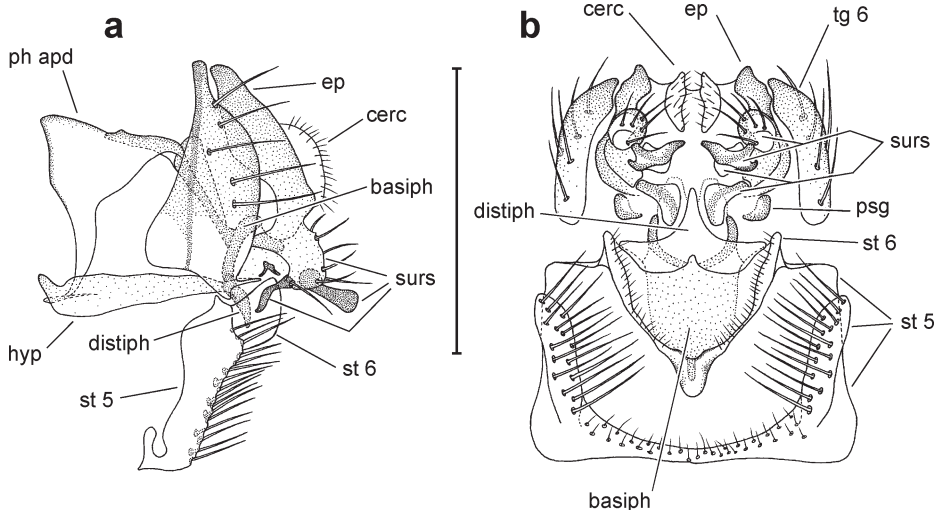 a
ph apd
ep
cerc
basiph
surs
distiph
hyp
st 6
st 5
b
cerc
ep
tg 6
surs
distiph
psg
st 6
st 5
basiph